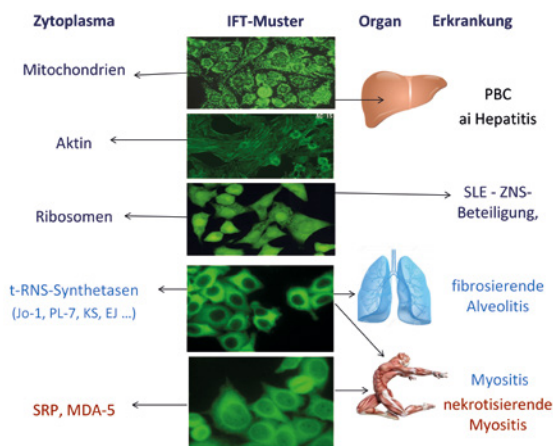 Zytoplasma IFT-Muster Organ Erkrankung
Mitochondrien
PBC
ai Hepatitis
Aktin
Ribosomen
SLE - ZNS-
Beteiligung,
t-RNS-Synthetasen
(Jo-1, PL-7, KS, EJ ...)
fibrosierende
Alveolitis
Myositis
SRP, MDA-5
nekrotisierende
Myositis